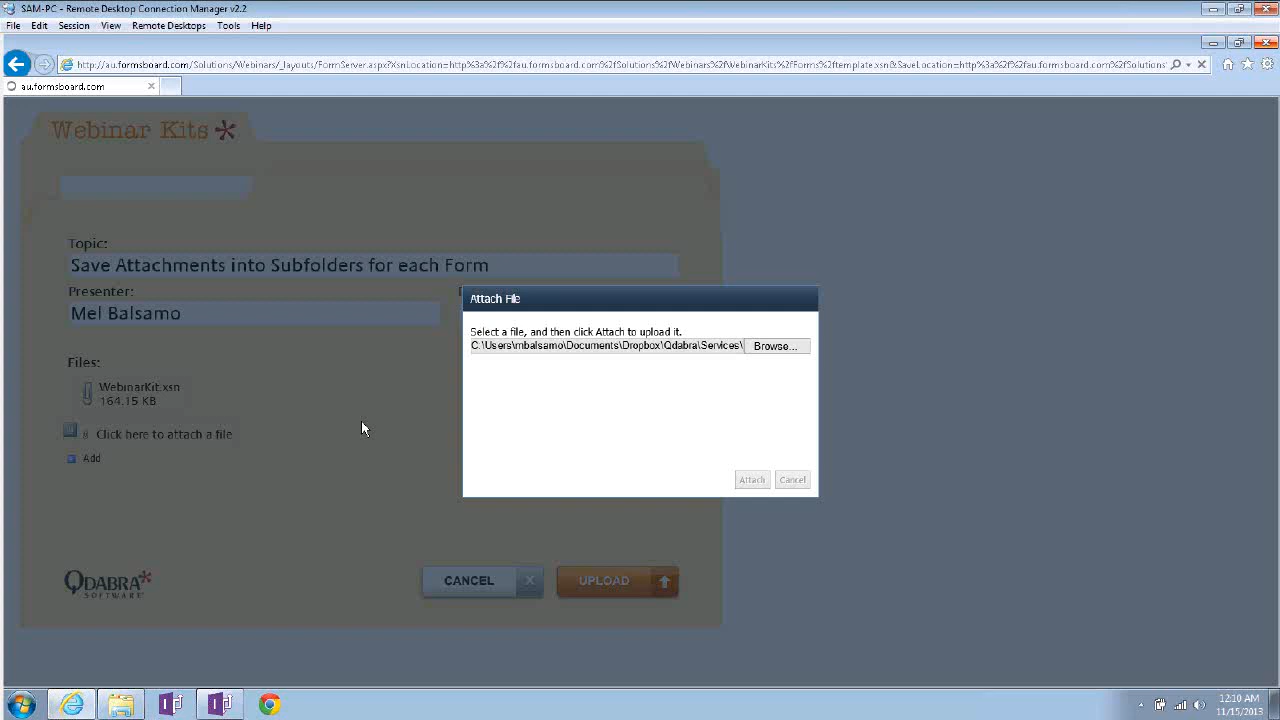 SAM-PC - Remote Desktop Connection Manager v2.2
File Edit Session View Remote Desktops Tools Help
http://au.formsboard.com/Solutions/Webinars/_layouts/FormServer.aspx?XsnLocation=http%3a%2f%2fau.formsboard.com%2fSolutions%2fWebinars%2fWebinarKits%2fForms%2ftemplate.xsn&SaveLocation=http%3a%2f%2fau.formsboard.com%2fSolutions
au.formsboard.com
Webinar Kits*
Topic:
Save Attachments into Subfolders for each Form
Presenter:
Mel Balsamo
Files:
WebinarKit.xsn
164.15 KB
Click here to attach a file
Add
Attach File
Select a file, and then click Attach to upload it.
C:\Users\mbalsamo\Documents\Dropbox\Qdabra\Services\ Browse...
Attach Cancel
QDABRA*
SOFTWARE
CANCEL X UPLOAD
12:10 AM
11/15/2013